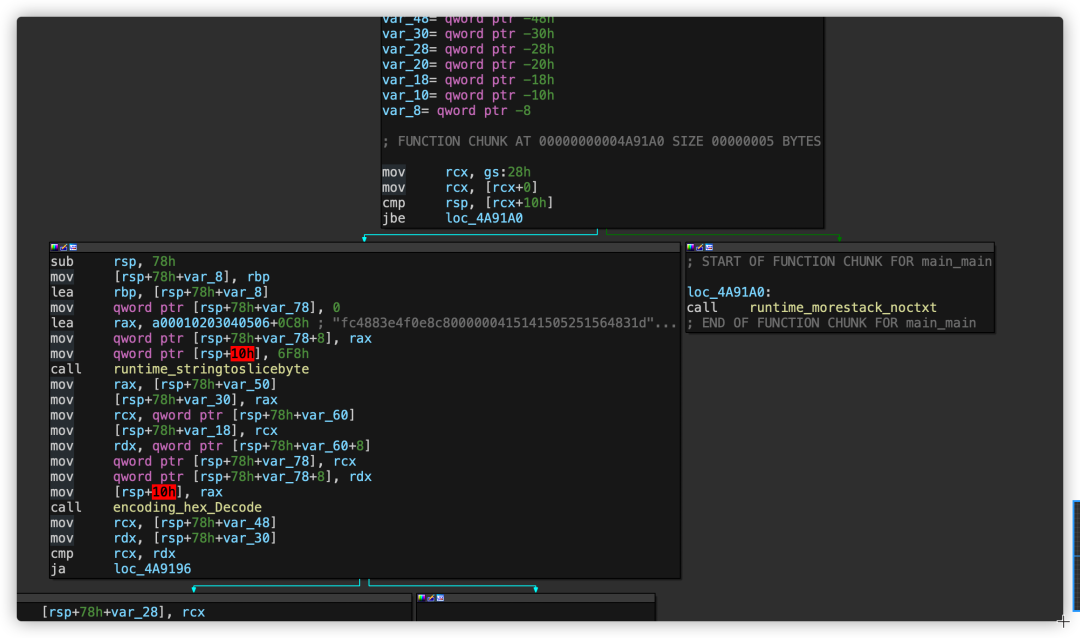 var_48= qword ptr -48h
var_30= qword ptr -30h
var_28= qword ptr -28h
var_20= qword ptr -20h
var_18= qword ptr -18h
var_10= qword ptr -10h
var_8= qword ptr -8
; FUNCTION CHUNK AT 00000000004A91A0 SIZE 00000005 BYTES
mov rcx, gs:28h
mov rcx, [rcx+0]
cmp rsp, [rcx+10h]
jbe loc_4A91A0
sub rsp, 78h
mov [rsp+78h+var_8], rbp
lea rbp, [rsp+78h+var_8]
mov qword ptr [rsp+78h+var_78], 0
lea rax, a00010203040506+0C8h ; "fc4883e4f0e8c8000000415141505251564831d"...
mov qword ptr [rsp+78h+var_78+8], rax
mov qword ptr [rsp+10h], 6F8h
call runtime_stringtoslicebyte
mov rax, [rsp+78h+var_50]
mov [rsp+78h+var_30], rax
mov rcx, qword ptr [rsp+78h+var_60]
mov [rsp+78h+var_18], rcx
mov rdx, qword ptr [rsp+78h+var_60+8]
mov qword ptr [rsp+78h+var_78], rcx
mov qword ptr [rsp+78h+var_78+8], rdx
mov [rsp+10h], rax
call encoding_hex_Decode
mov rcx, [rsp+78h+var_48]
mov rdx, [rsp+78h+var_30]
cmp rcx, rdx
ja loc_4A9196
; START OF FUNCTION CHUNK FOR main_main
loc_4A91A0:
call runtime_morestack_noctxt
; END OF FUNCTION CHUNK FOR main_main
[rsp+78h+var_28], rcx